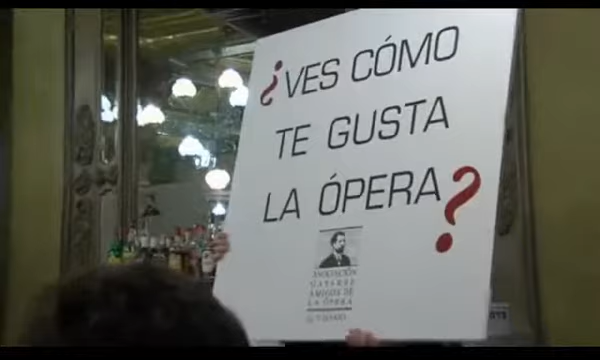 ¿VES CÓMO
TE GUSTA
LA ÓPERA?
ASOCIACIÓN
GAYARRE
AMIGOS DE
LA ÓPERA